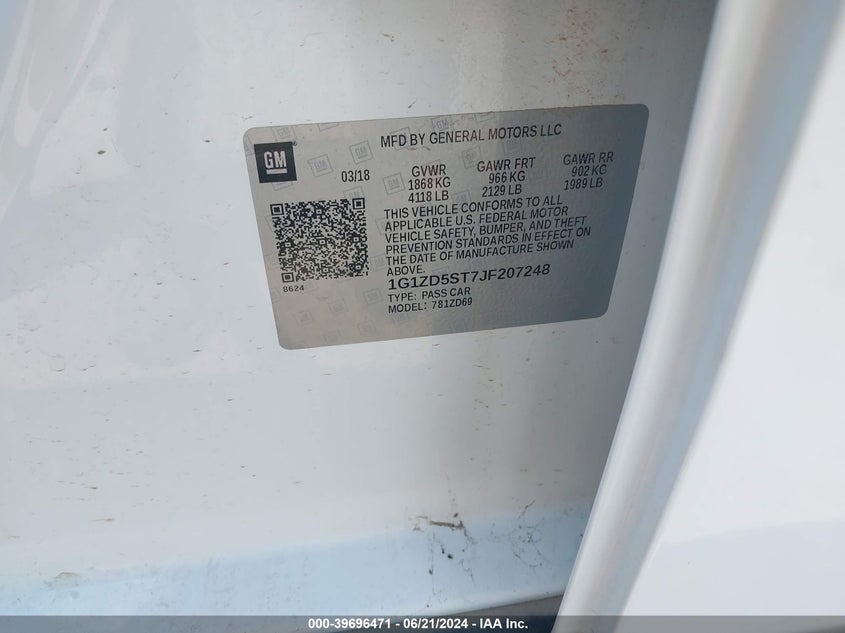 MFD BY GENERAL MOTORS LLC
GM
03/18
GVWR GAWR FRT GAWR RR
1868 KG 966 KG 902 KG
4118 LB 2129 LB 1989 LB
THIS VEHICLE CONFORMS TO ALL
APPLICABLE U.S. FEDERAL MOTOR
VEHICLE SAFETY, BUMPER, AND THEFT
PREVENTION STANDARDS IN EFFECT ON
THE DATE OF MANUFACTURE SHOWN
ABOVE.
8624
1G1ZD5ST7JF207248
TYPE: PASS CAR
MODEL: 781ZD69
000-39696471 - 06/21/2024 - IAA Inc.